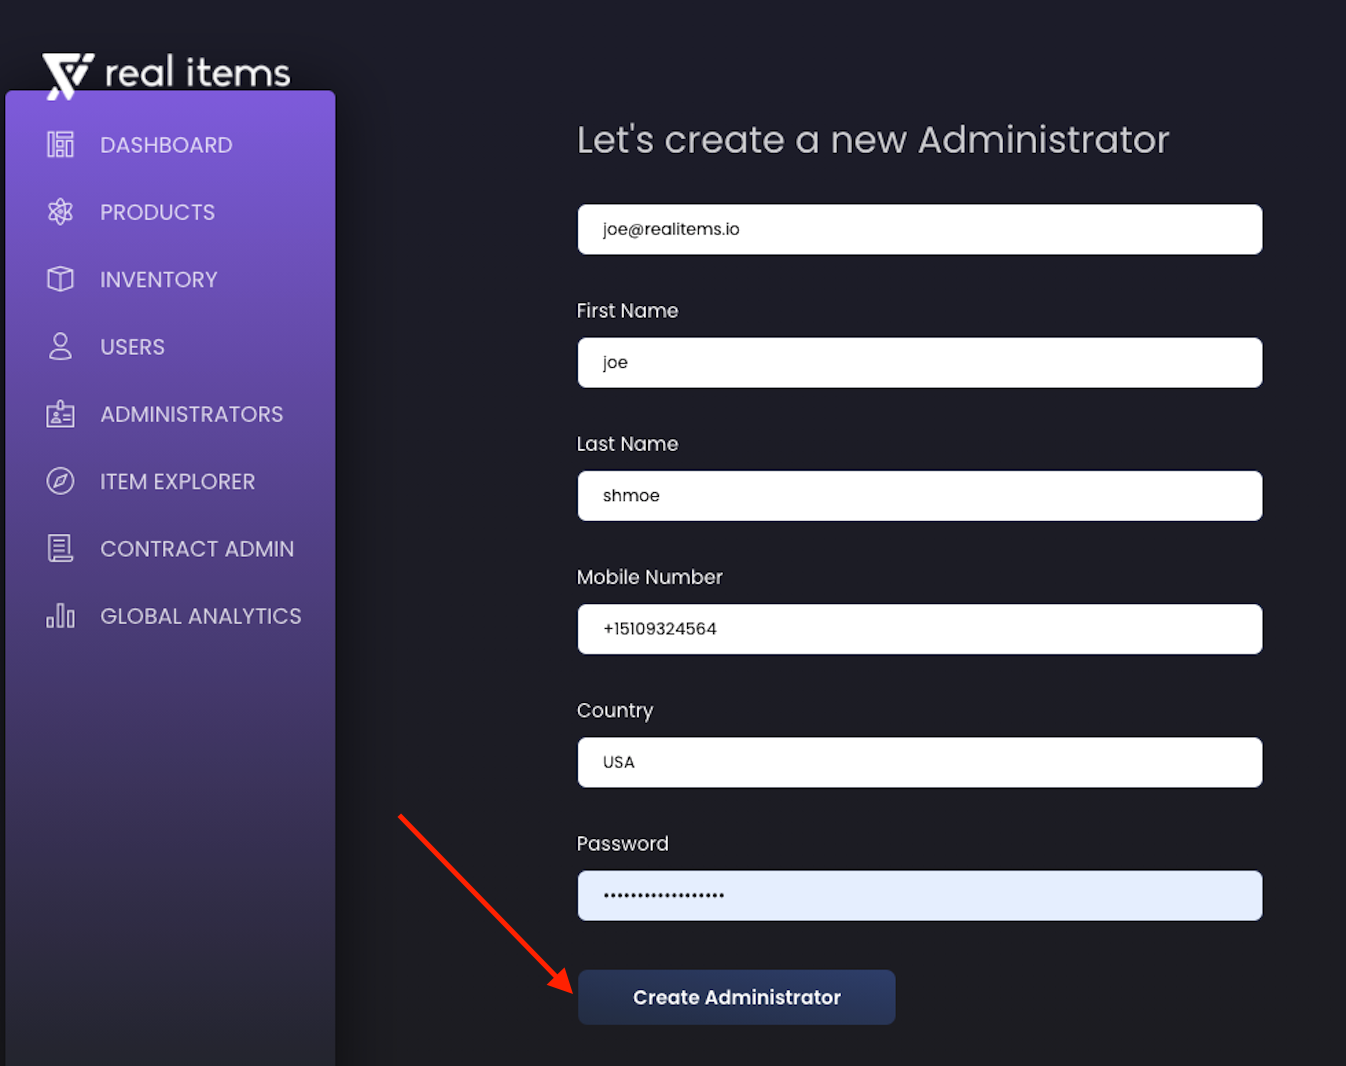 real items
DASHBOARD
PRODUCTS
INVENTORY
USERS
ADMINISTRATORS
ITEM EXPLORER
CONTRACT ADMIN
GLOBAL ANALYTICS
Let's create a new Administrator
joe@realitems.io
First Name
joe
Last Name
shmoe
Mobile Number
+15109324564
Country
USA
Password
••••••••••••••••••
Create Administrator